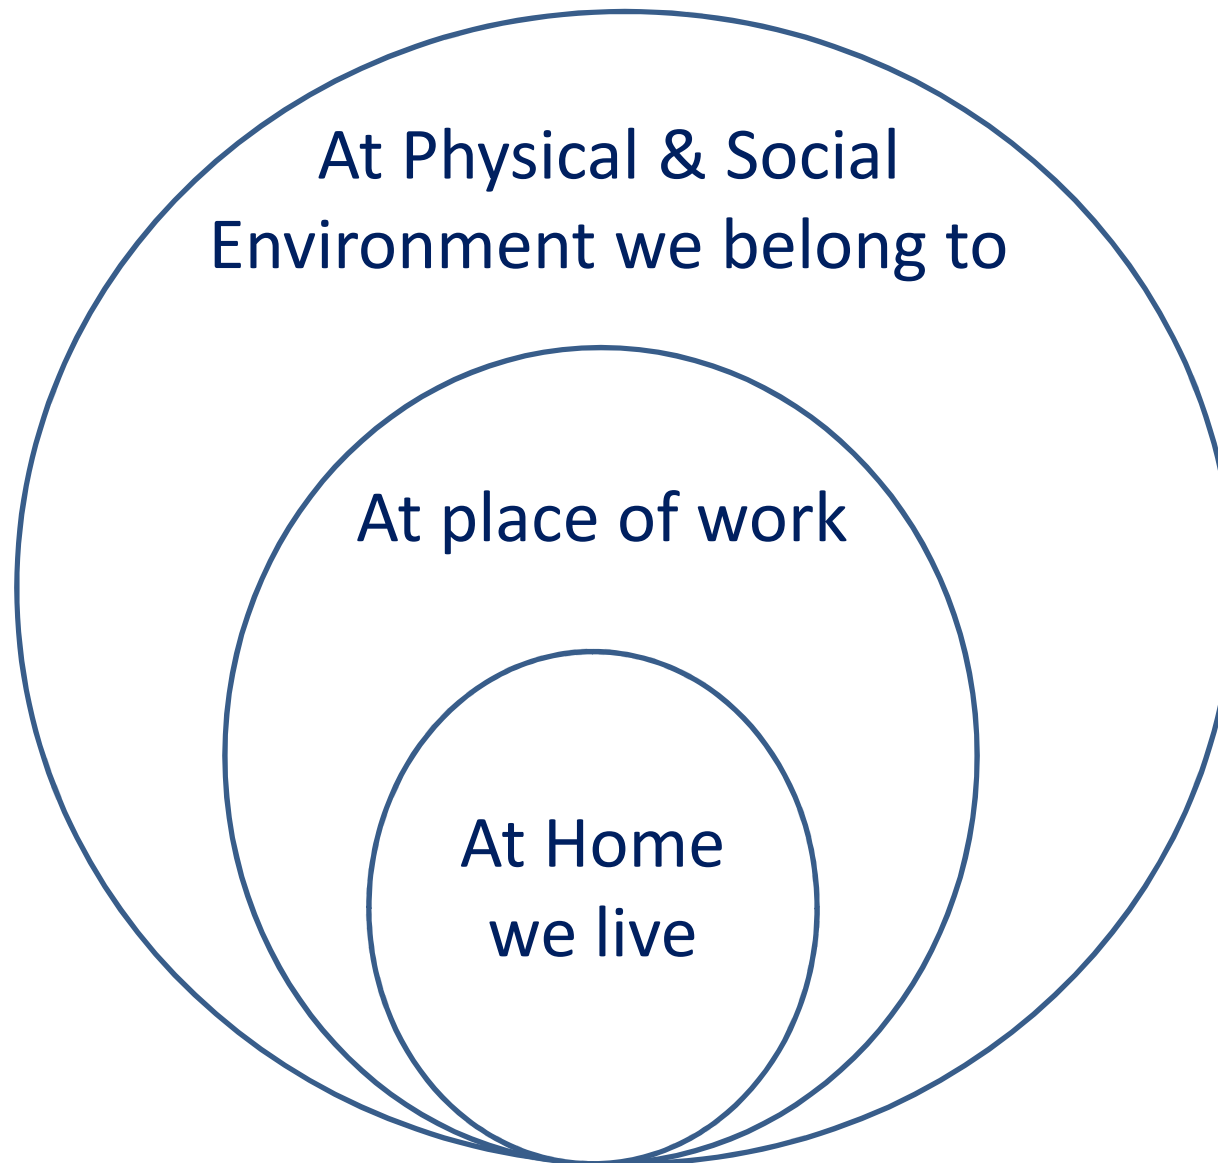 At Physical & Social
Environment we belong to
At place of work
At Home
we live